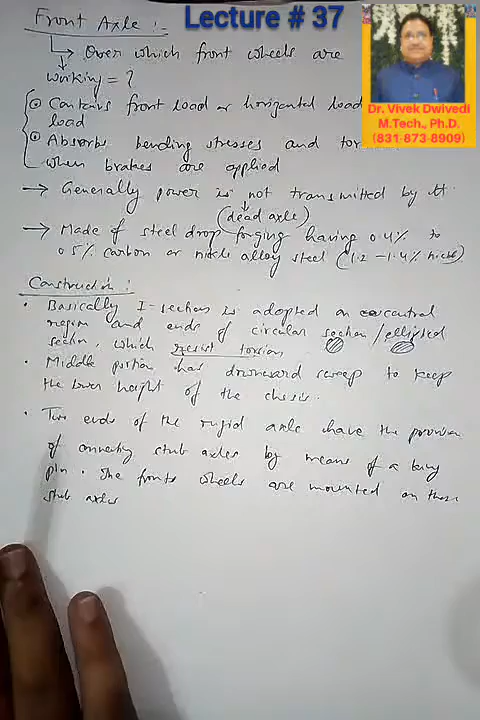 Lecture # 37
Front Axle :-
→ Over which front wheels are
working = ?
⊙ Contains front load or horizontal load
load
⊙ Absorbs bending stresses and tor
when brakes are applied
→ Generally power is not transmitted by it.
(dead axle)
→ Made of steel drop forging having 0.4% to
0.5% carbon or nickle alloy steel (1.2 - 1.4% nickle)
Construction :
• Basically I-section is adopted on central
region and ends of circular section / elliptical
section, which resist torsion
• Middle portion has downward sweep to keep
the lower height of the chassis.
• Two ends of the rigid axle have the provision
of connecting stub axles by means of a king
pin. The fronts wheels are mounted on these
stub axles
Dr. Vivek Dwivedi
M.Tech., Ph.D.
(831-873-8909)